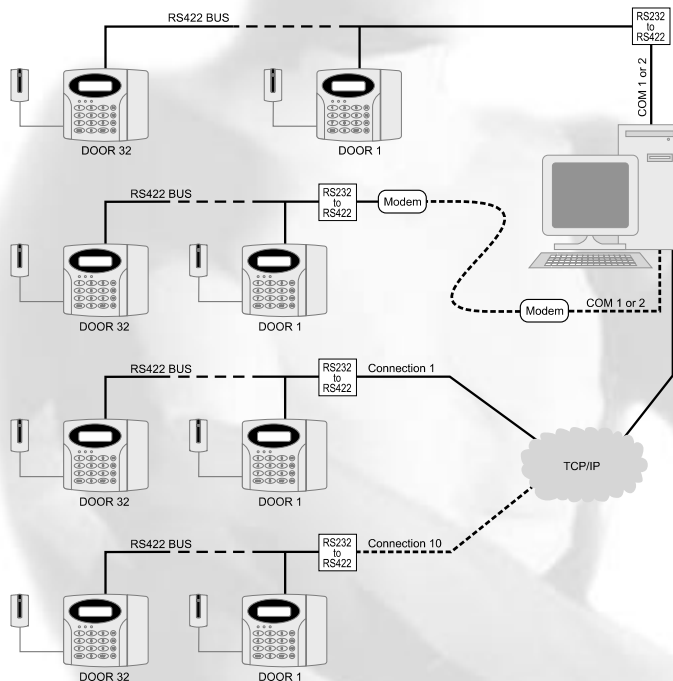 RS422 BUS
RS232
to
RS422
COM 1 or 2
DOOR 32
DOOR 1
RS422 BUS
RS232
to
RS422
Modem
Modem
COM 1 or 2
DOOR 32
DOOR 1
RS422 BUS
RS232
to
RS422
Connection 1
TCP/IP
DOOR 32
DOOR 1
RS422 BUS
RS232
to
RS422
Connection 10
DOOR 32
DOOR 1